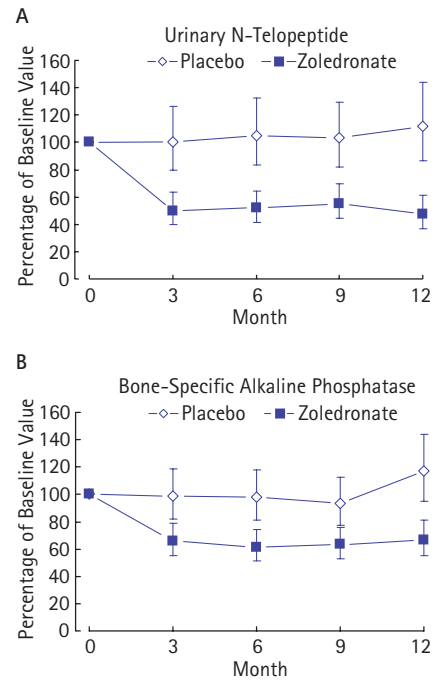 A
Urinary N-Telopeptide
Placebo Zoledronate
Percentage of Baseline Value
160
140
120
100
80
60
40
20
0
0 3 6 9 12
Month
B
Bone-Specific Alkaline Phosphatase
Placebo Zoledronate
Percentage of Baseline Value
160
140
120
100
80
60
40
20
0
0 3 6 9 12
Month